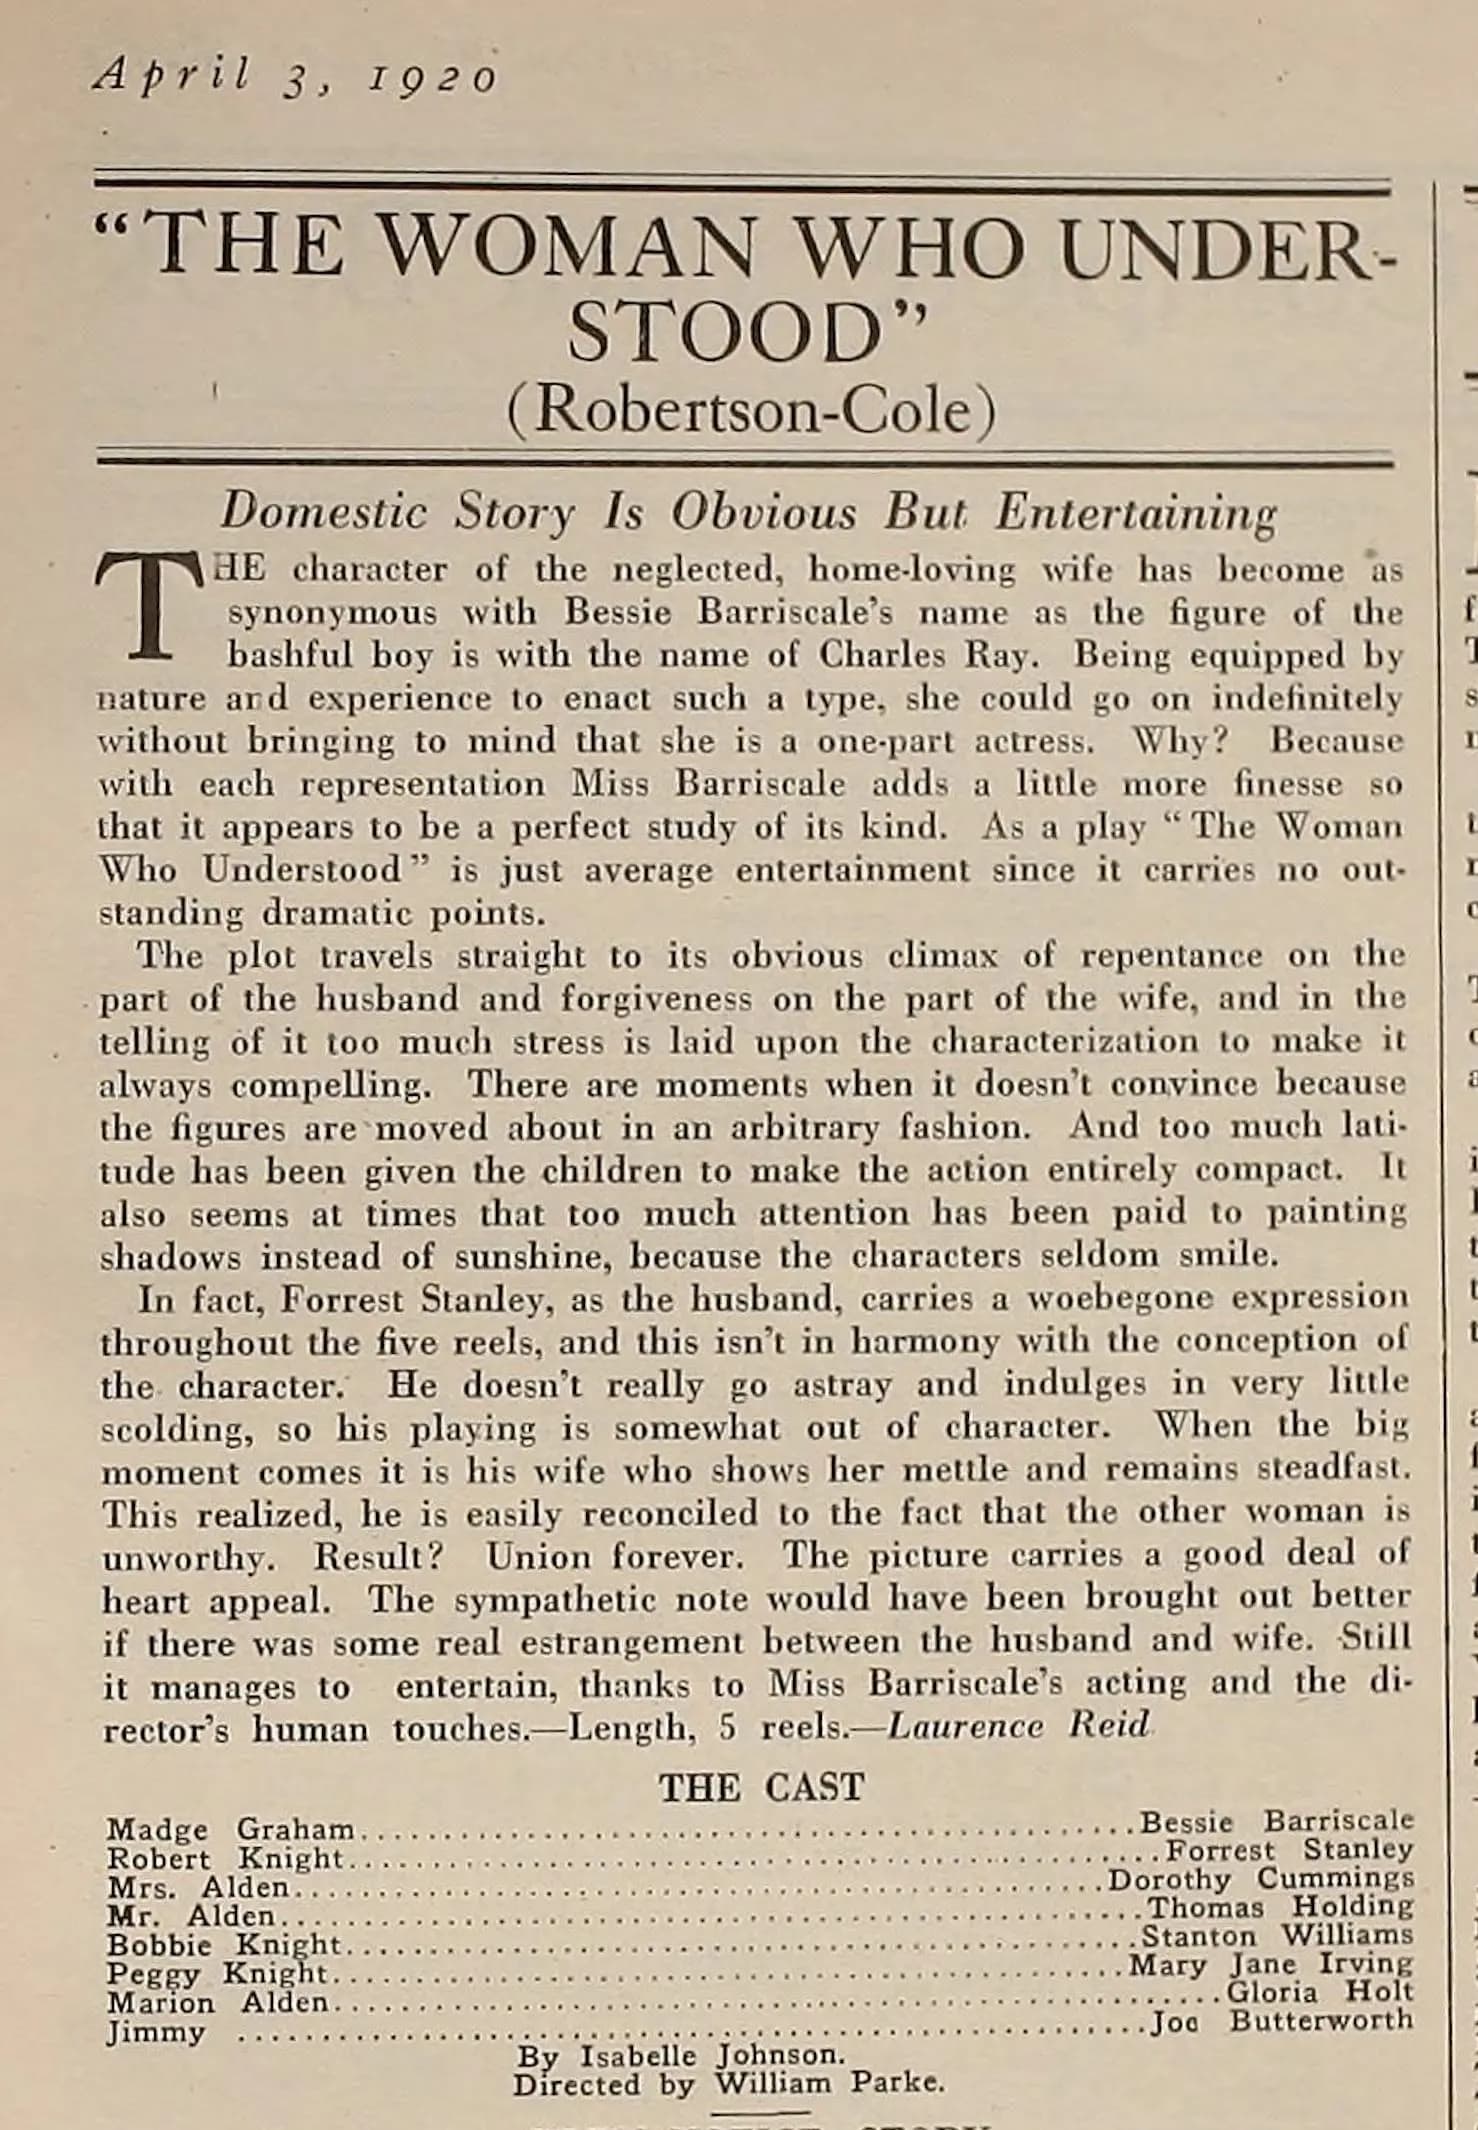 April 3, 1920
“THE WOMAN WHO UNDER-
STOOD”
(Robertson-Cole)
Domestic Story Is Obvious But Entertaining
THE character of the neglected, home-loving wife has become as
synonymous with Bessie Barriscale’s name as the figure of the
bashful boy is with the name of Charles Ray. Being equipped by
nature and experience to enact such a type, she could go on indefinitely
without bringing to mind that she is a one-part actress. Why? Because
with each representation Miss Barriscale adds a little more finesse so
that it appears to be a perfect study of its kind. As a play “The Woman
Who Understood” is just average entertainment since it carries no out-
standing dramatic points.
The plot travels straight to its obvious climax of repentance on the
part of the husband and forgiveness on the part of the wife, and in the
telling of it too much stress is laid upon the characterization to make it
always compelling. There are moments when it doesn’t convince because
the figures are moved about in an arbitrary fashion. And too much lati-
tude has been given the children to make the action entirely compact. It
also seems at times that too much attention has been paid to painting
shadows instead of sunshine, because the characters seldom smile.
In fact, Forrest Stanley, as the husband, carries a woebegone expression
throughout the five reels, and this isn’t in harmony with the conception of
the character. He doesn’t really go astray and indulges in very little
scolding, so his playing is somewhat out of character. When the big
moment comes it is his wife who shows her mettle and remains steadfast.
This realized, he is easily reconciled to the fact that the other woman is
unworthy. Result? Union forever. The picture carries a good deal of
heart appeal. The sympathetic note would have been brought out better
if there was some real estrangement between the husband and wife. Still
it manages to entertain, thanks to Miss Barriscale’s acting and the di-
rector’s human touches.—Length, 5 reels.—Laurence Reid
THE CAST
Madge Graham....Bessie Barriscale
Robert Knight....Forrest Stanley
Mrs. Alden....Dorothy Cummings
Mr. Alden....Thomas Holding
Bobbie Knight....Stanton Williams
Peggy Knight....Mary Jane Irving
Marion Alden....Gloria Holt
Jimmy ....Joe Butterworth
By Isabelle Johnson.
Directed by William Parke.